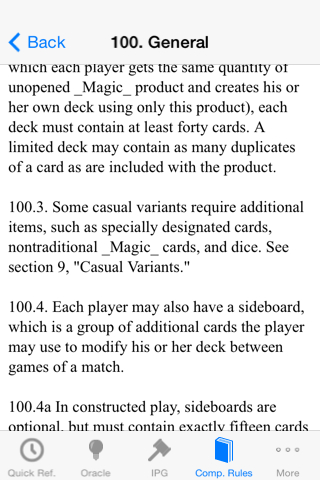 Back
100. General
which each player gets the same quantity of
unopened _Magic_ product and creates his or
her own deck using only this product), each
deck must contain at least forty cards. A
limited deck may contain as many duplicates
of a card as are included with the product.
100.3. Some casual variants require additional
items, such as specially designated cards,
nontraditional _Magic_ cards, and dice. See
section 9, "Casual Variants."
100.4. Each player may also have a sideboard,
which is a group of additional cards the player
may use to modify his or her deck between
games of a match.
100.4a In constructed play, sideboards are
optional, but must contain exactly fifteen cards
Quick Ref.
Oracle
IPG
Comp. Rules
More